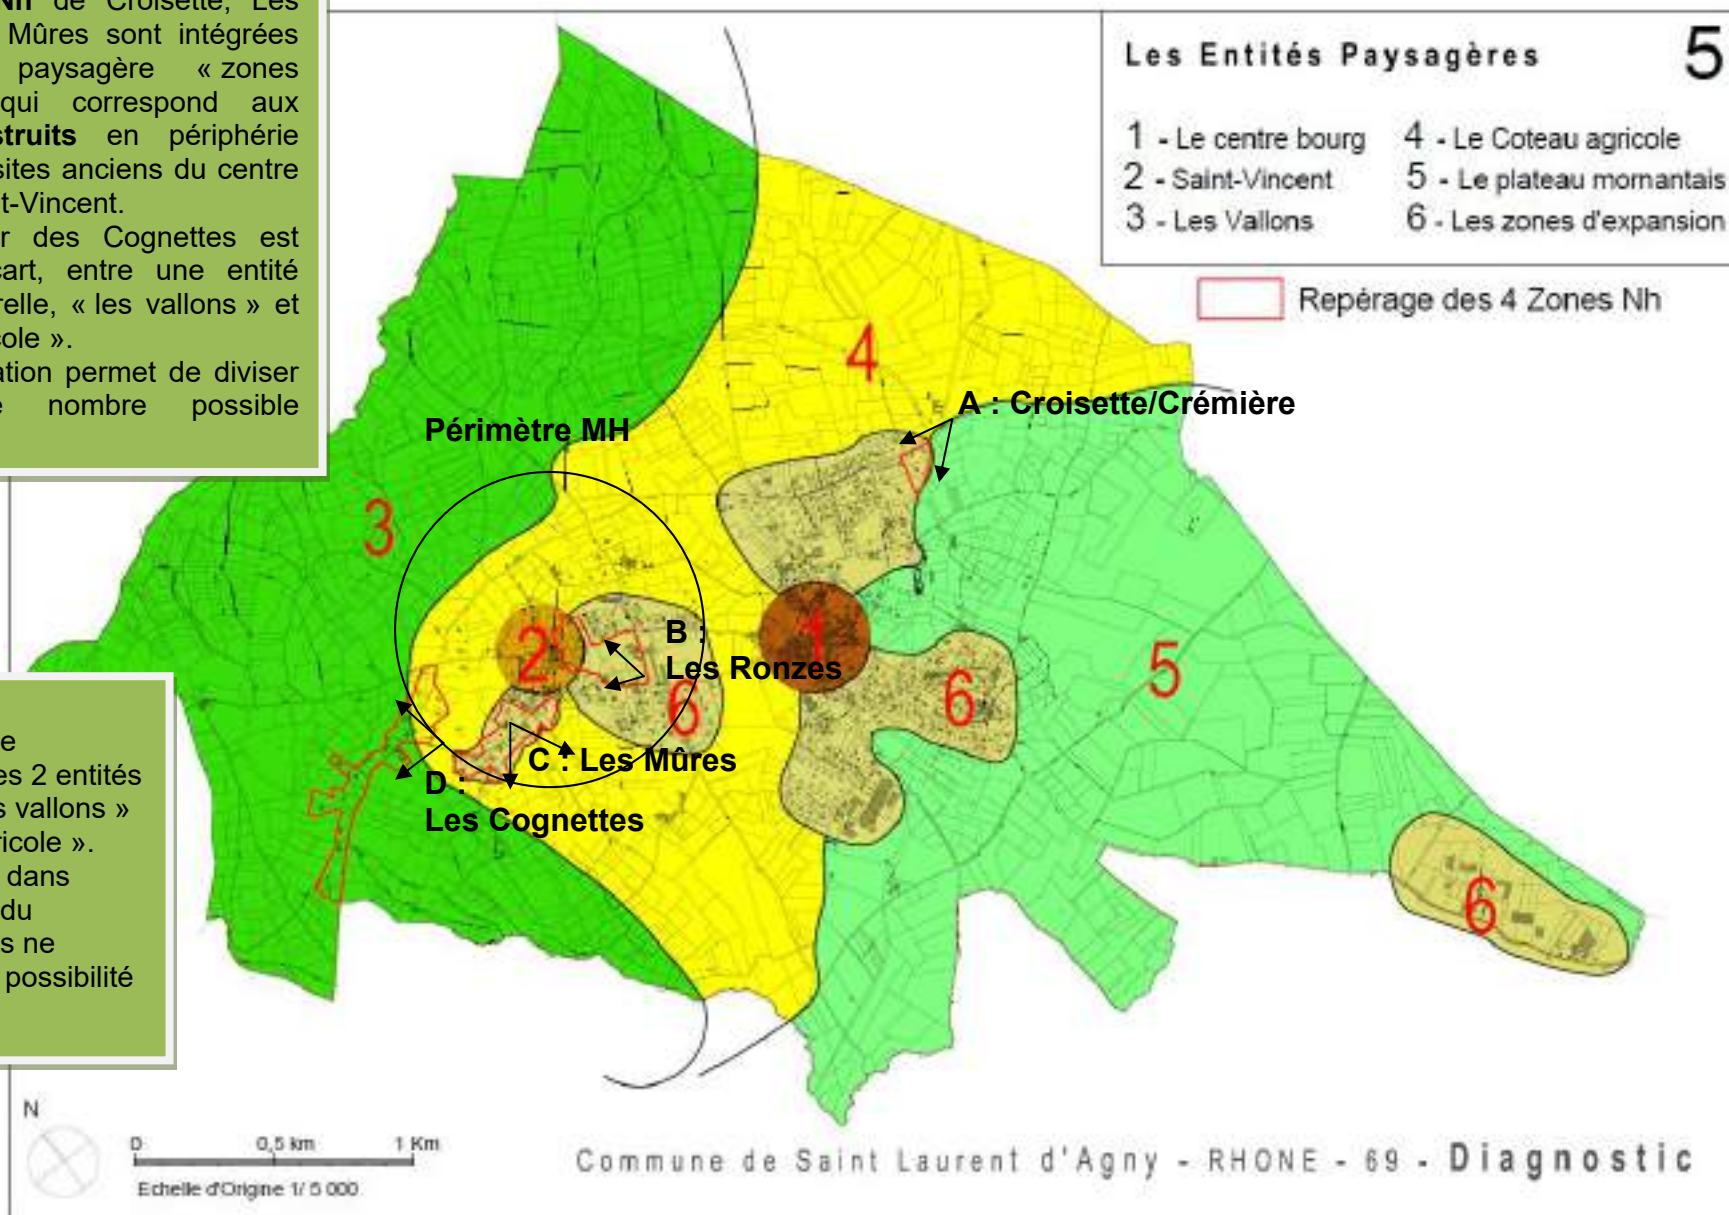 Nh de Croisette, Les
Mûres sont intégrées
paysagère « zones
qui correspond aux
struits en périphérie
sites anciens du centre
t-Vincent.
r des Cognettes est
cart, entre une entité
relle, « les vallons » et
cole ».
ation permet de diviser
e nombre possible
e
es 2 entités
s vallons »
ricole ».
dans
du
s ne
possibilité
Les Entités Paysagères 5
1 - Le centre bourg 4 - Le Coteau agricole
2 - Saint-Vincent 5 - Le plateau mornantais
3 - Les Vallons 6 - Les zones d'expansion
Repérage des 4 Zones Nh
4
A : Croisette/Crémière
Périmètre MH
3
2
B :
Les Ronzes
1
6
6
5
C : Les Mûres
D :
Les Cognettes
6
N
0 0,5 km 1 Km
Echelle d'Origine 1/ 5 000
Commune de Saint Laurent d'Agny - RHONE - 69 - Diagnostic